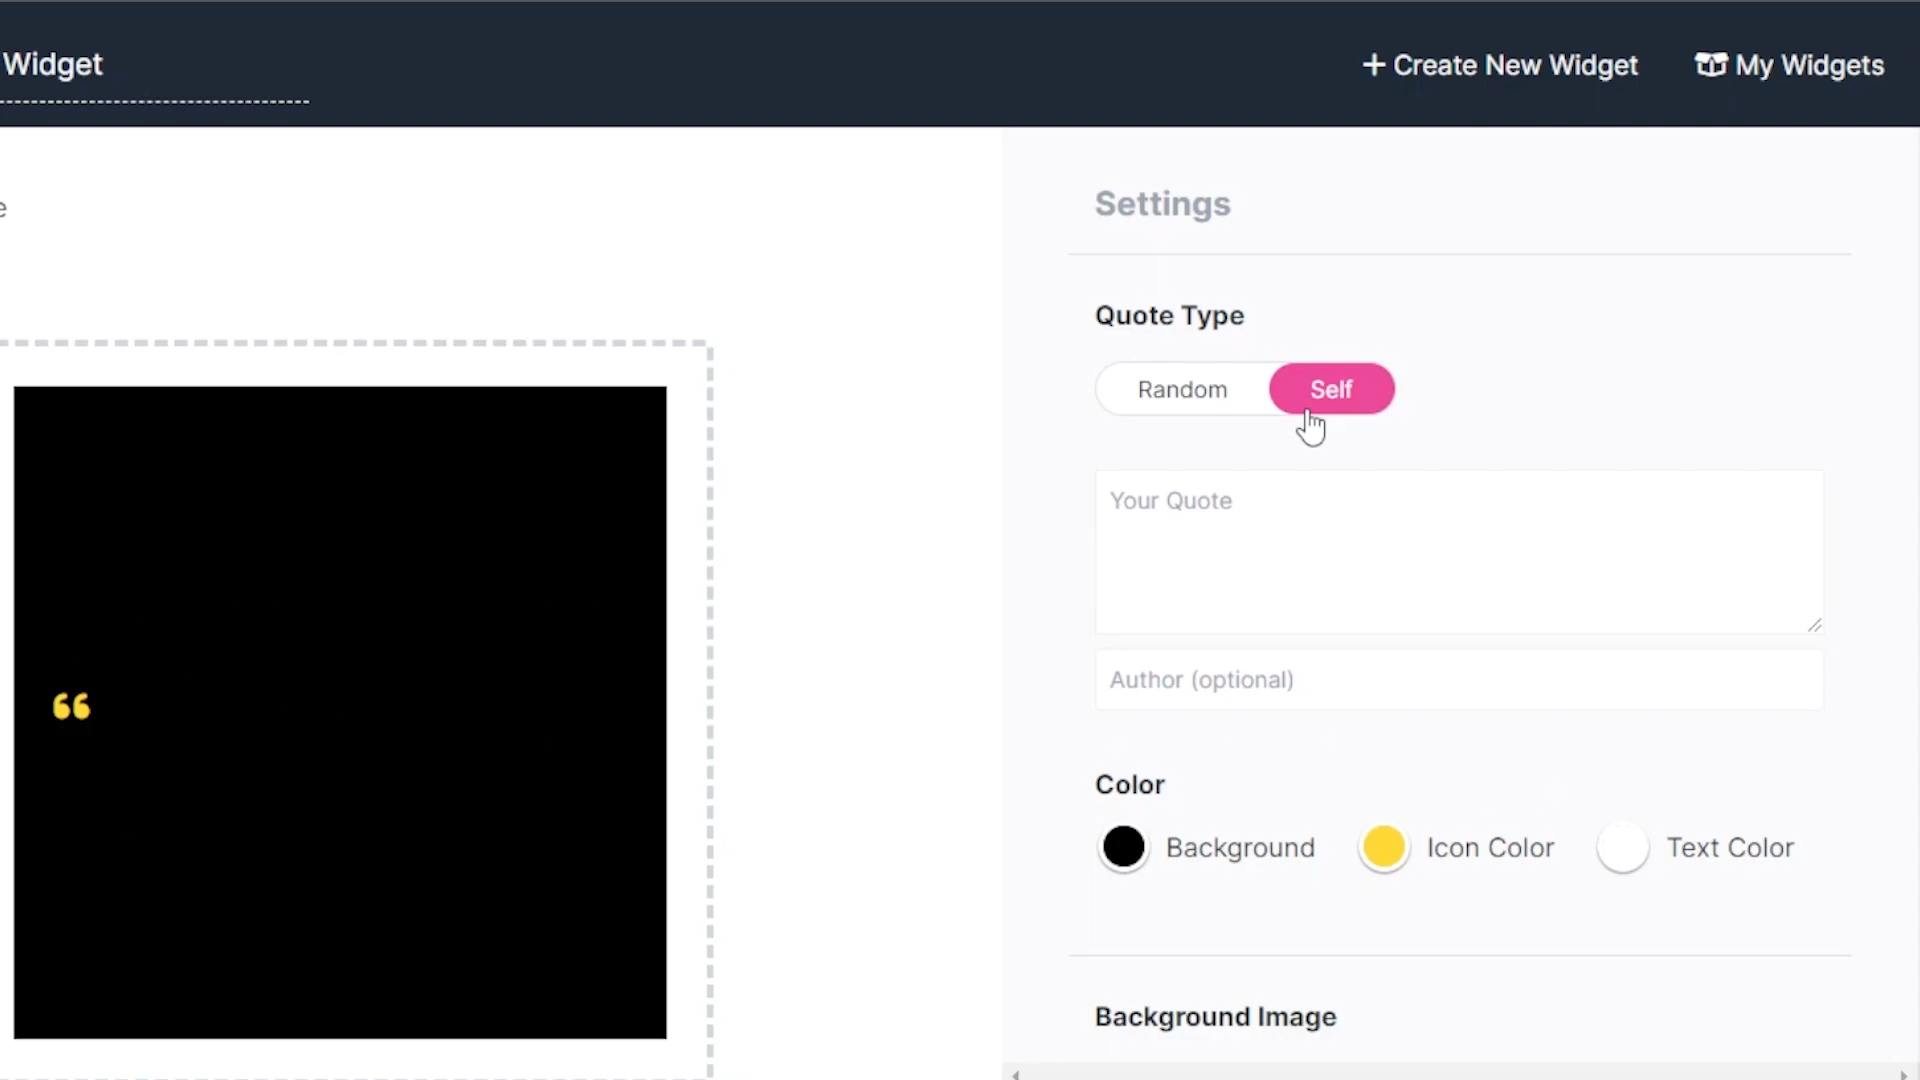 Widget
+ Create New Widget
My Widgets
e
Settings
Quote Type
Random
Self
Your Quote
“
Author (optional)
Color
Background
Icon Color
Text Color
Background Image